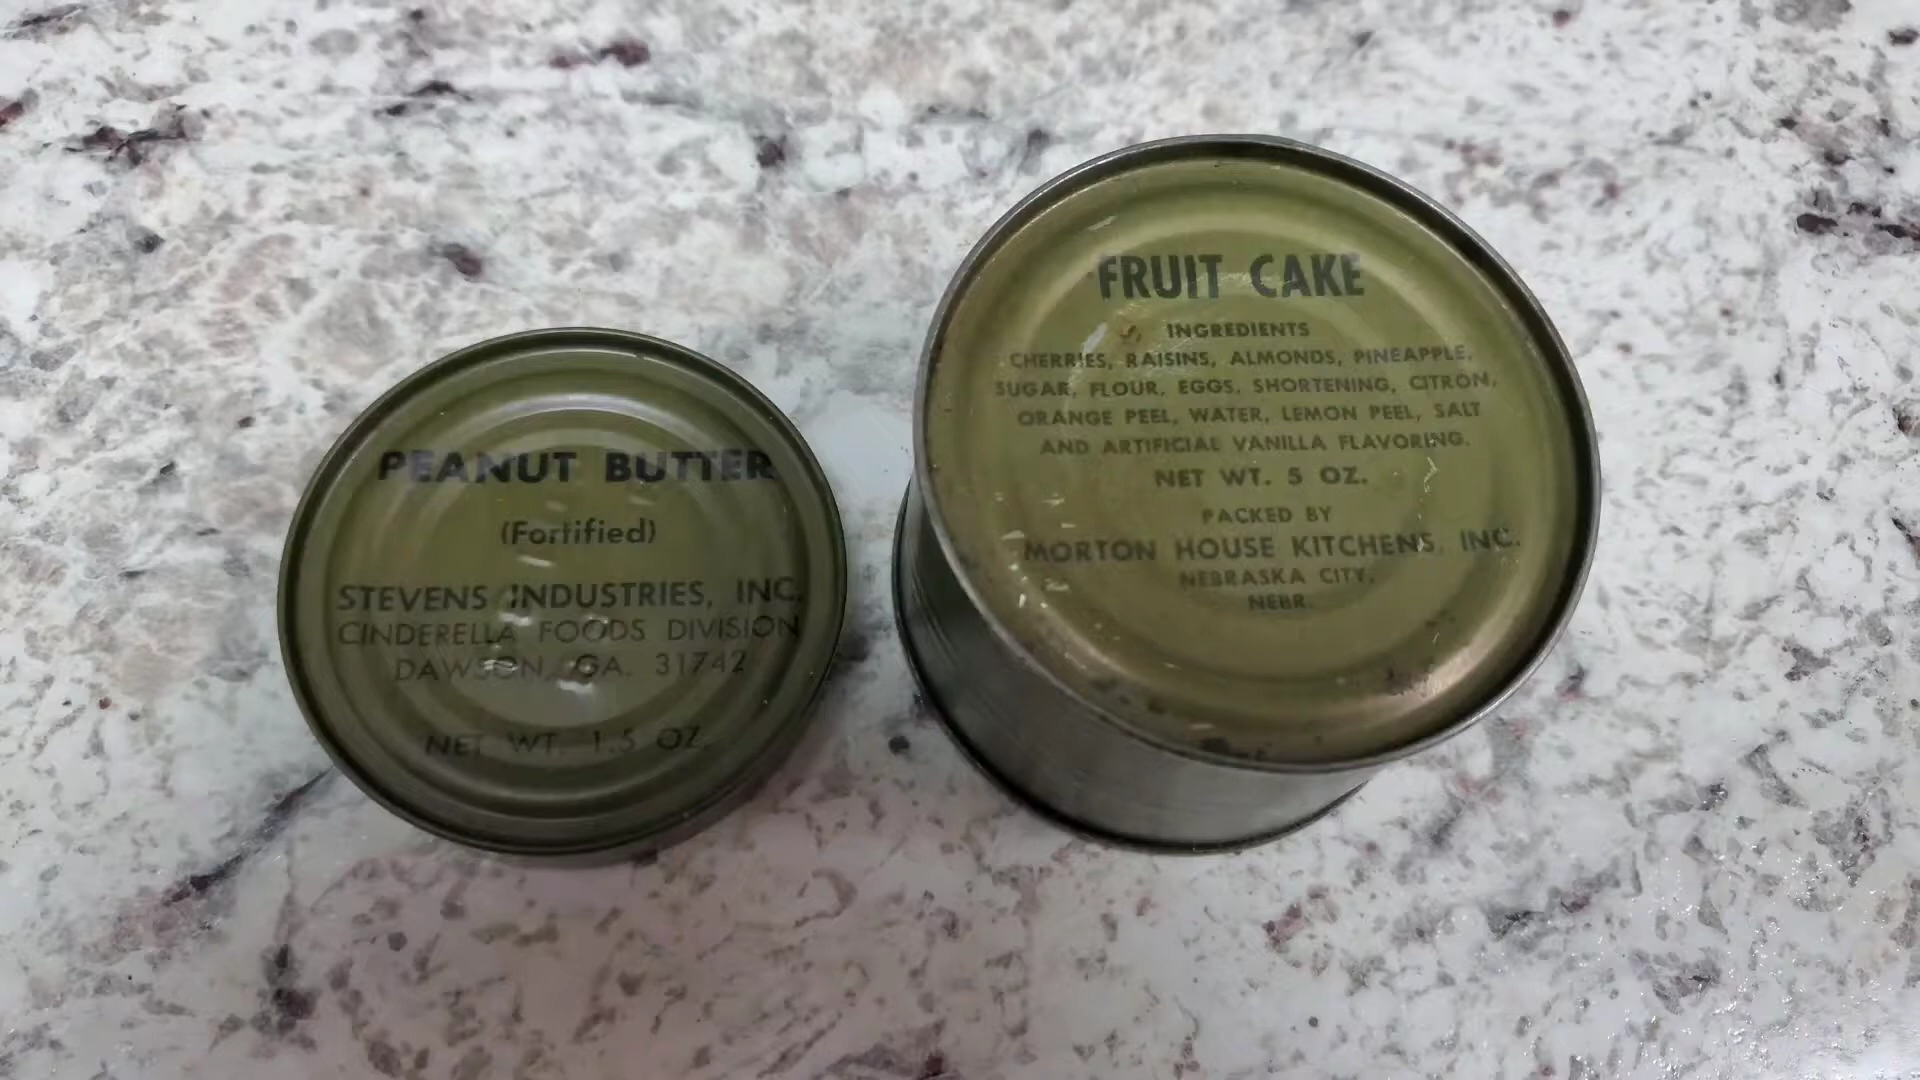 PEANUT BUTTER
(Fortified)
STEVENS INDUSTRIES, INC.
CINDERELLA FOODS DIVISION
DAWSON, GA. 31742
NET WT. 1.5 OZ.
FRUIT CAKE
INGREDIENTS
CHERRIES, RAISINS, ALMONDS, PINEAPPLE,
SUGAR, FLOUR, EGGS, SHORTENING, CITRON,
ORANGE PEEL, WATER, LEMON PEEL, SALT
AND ARTIFICIAL VANILLA FLAVORING.
NET WT. 5 OZ.
PACKED BY
MORTON HOUSE KITCHENS, INC.
NEBRASKA CITY,
NEBR.